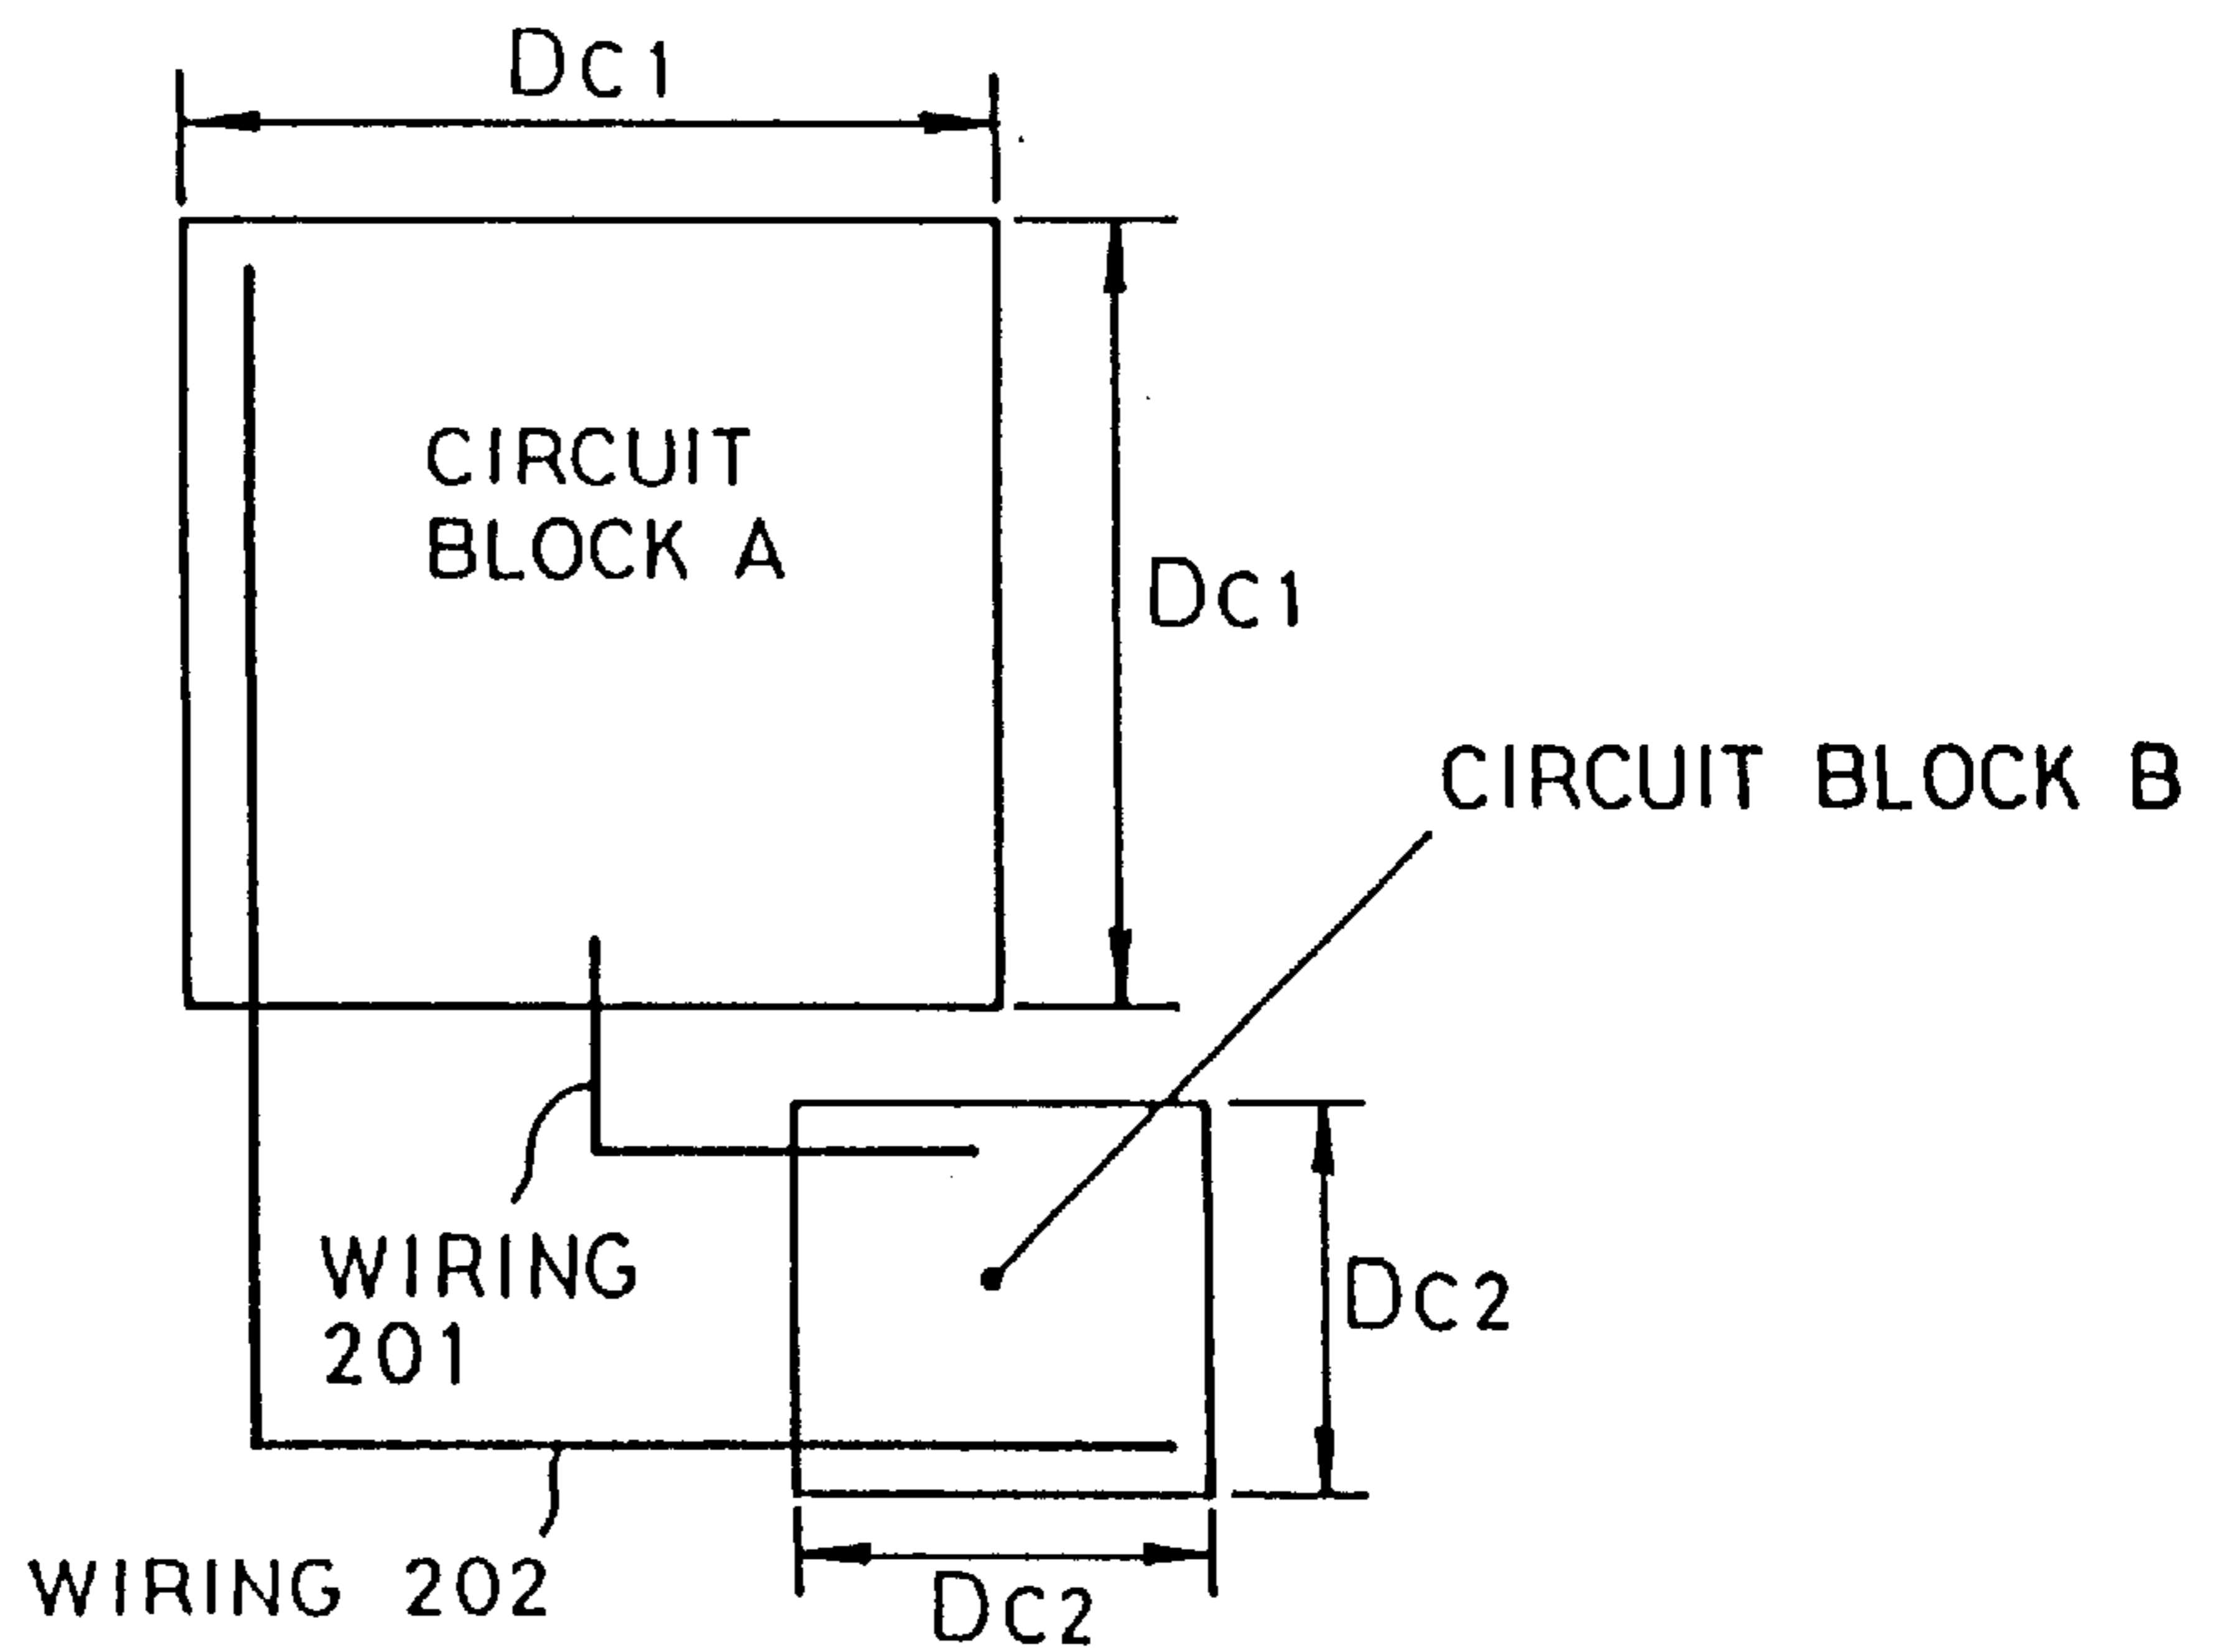 DC1
CIRCUIT
BLOCK A
DC1
CIRCUIT BLOCK B
WIRING
201
DC2
WIRING 202
DC2